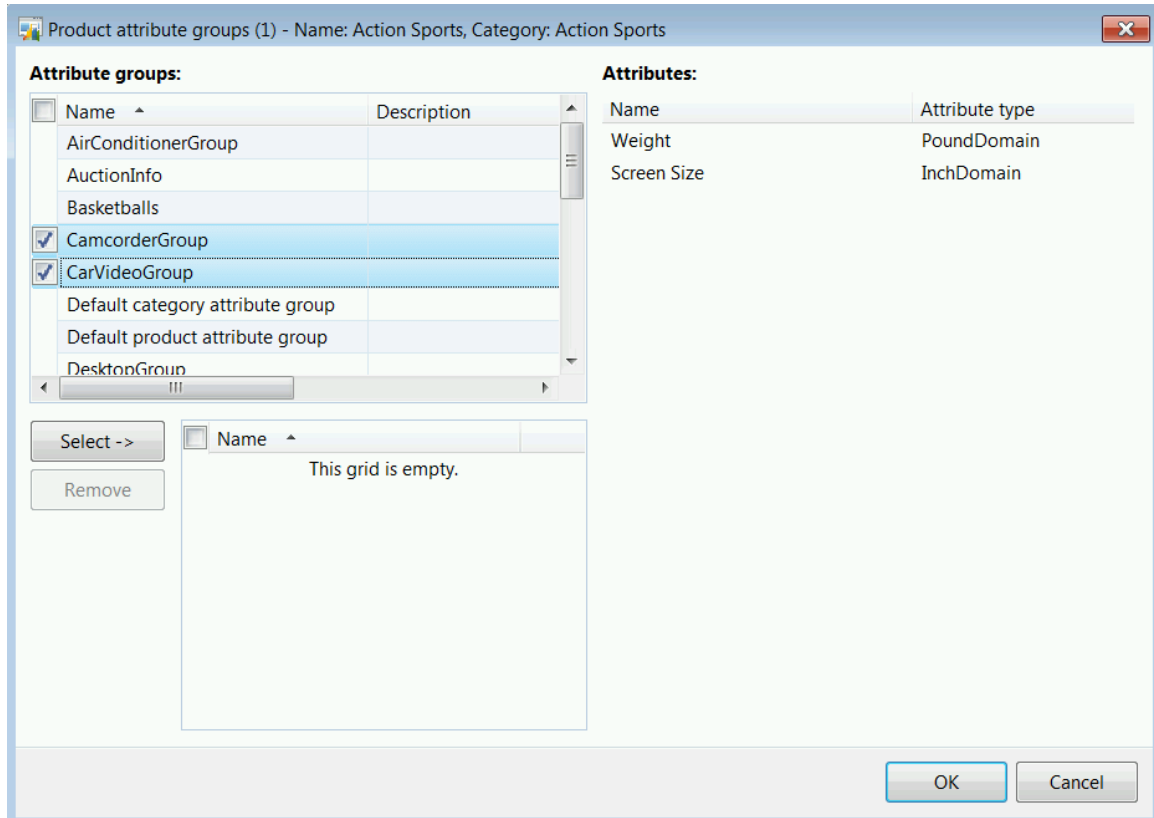 Product attribute groups (1) - Name: Action Sports, Category: Action Sports
Attribute groups:
Name Description
AirConditionerGroup
AuctionInfo
Basketballs
CamcorderGroup
CarVideoGroup
Default category attribute group
Default product attribute group
DesktopGroup
Select ->
Remove
Name
This grid is empty.
Attributes:
Name Attribute type
Weight PoundDomain
Screen Size InchDomain
OK Cancel